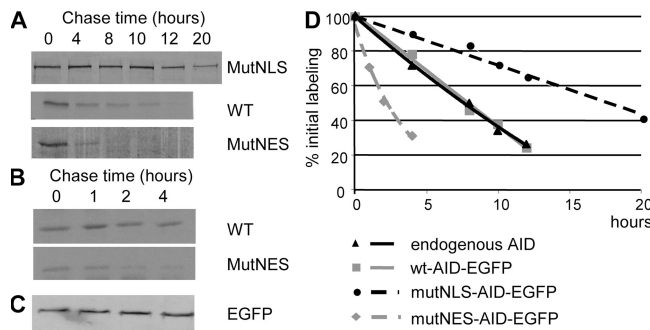 A
Chase time (hours)
0 4 8 10 12 20
MutNLS
WT
MutNES
B
Chase time (hours)
0 1 2 4
WT
MutNES
C
EGFP
D
% initial labeling
100
80
60
40
20
0
5 10 15 20
hours
endogenous AID
wt-AID-EGFP
mutNLS-AID-EGFP
mutNES-AID-EGFP